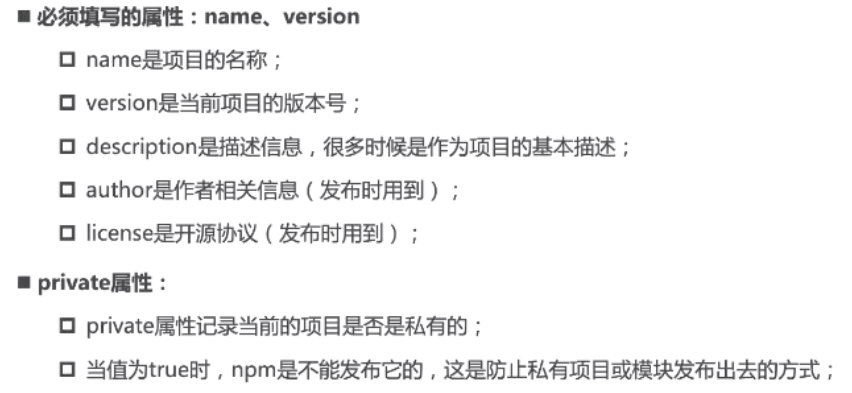 ■ 必须填写的属性：name、version
□ name是项目的名称；
□ version是当前项目的版本号；
□ description是描述信息，很多时候是作为项目的基本描述；
□ author是作者相关信息（发布时用到）；
□ license是开源协议（发布时用到）；
■ private属性：
□ private属性记录当前的项目是否是私有的；
□ 当值为true时，npm是不能发布它的，这是防止私有项目或模块发布出去的方式；